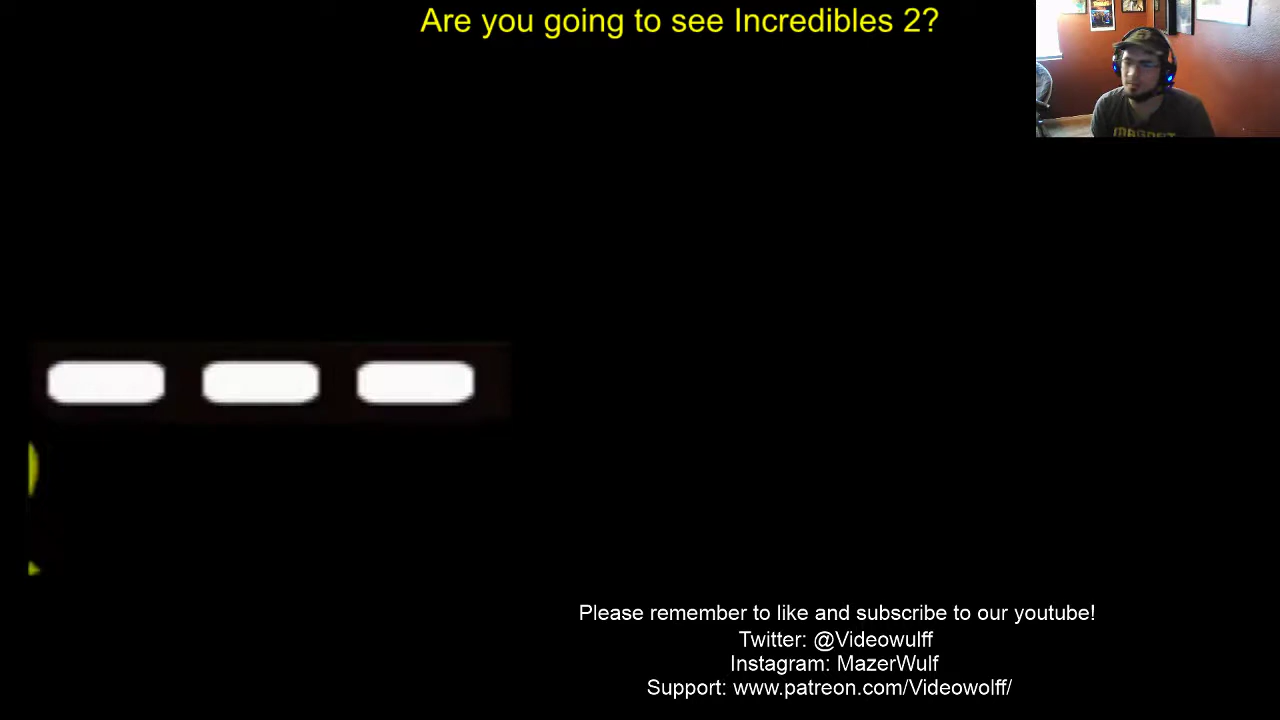 Are you going to see Incredibles 2?
MAGNET
Please remember to like and subscribe to our youtube!
Twitter: @Videowulff
Instagram: MazerWulf
Support: www.patreon.com/Videowolff/